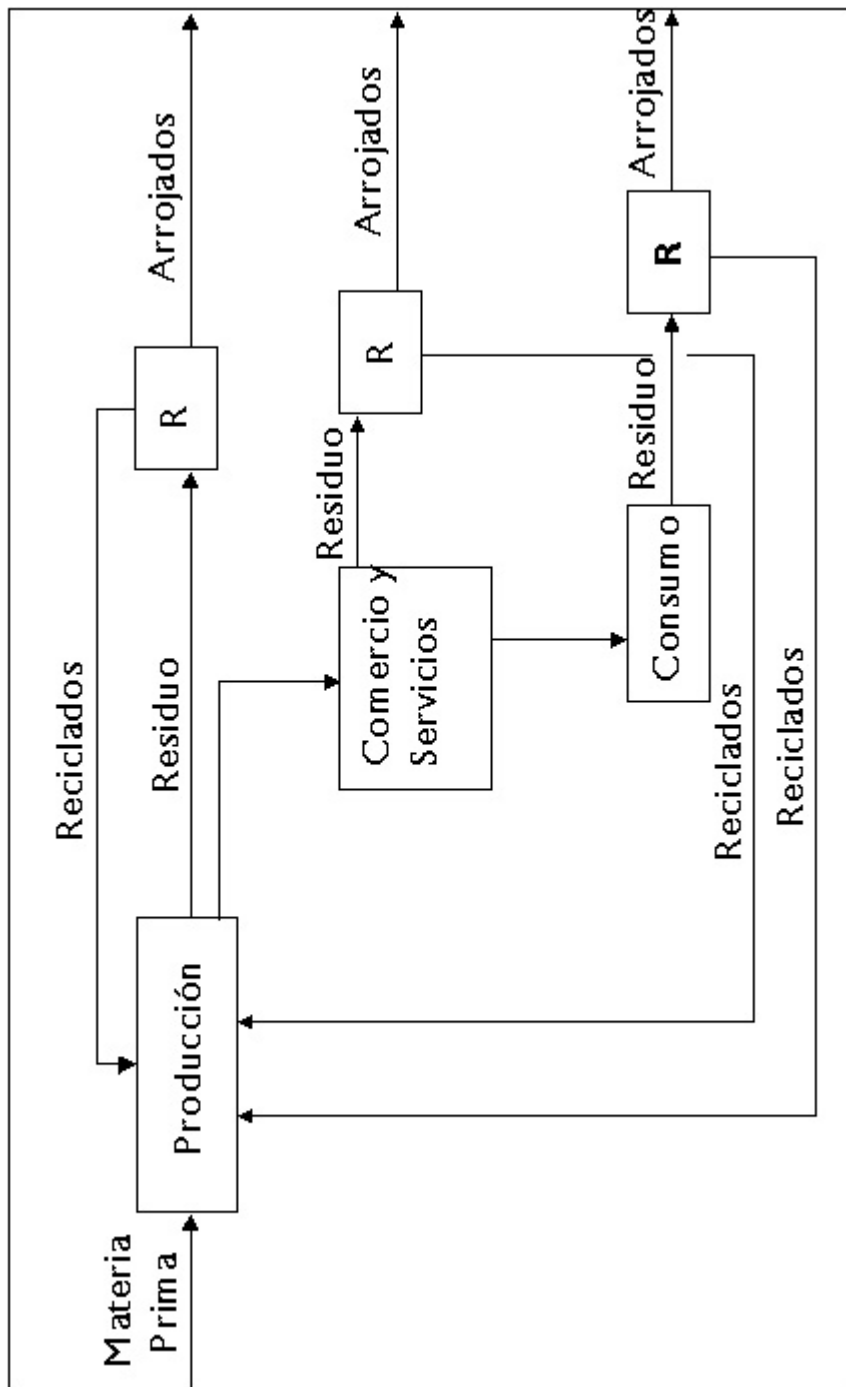 Materia
Prima
Producción
Reciclados
Residuo
R
Arrojados
Comercio y
Servicios
Residuo
R
Arrojados
Consumo
Residuo
R
Arrojados
Reciclados
Reciclados